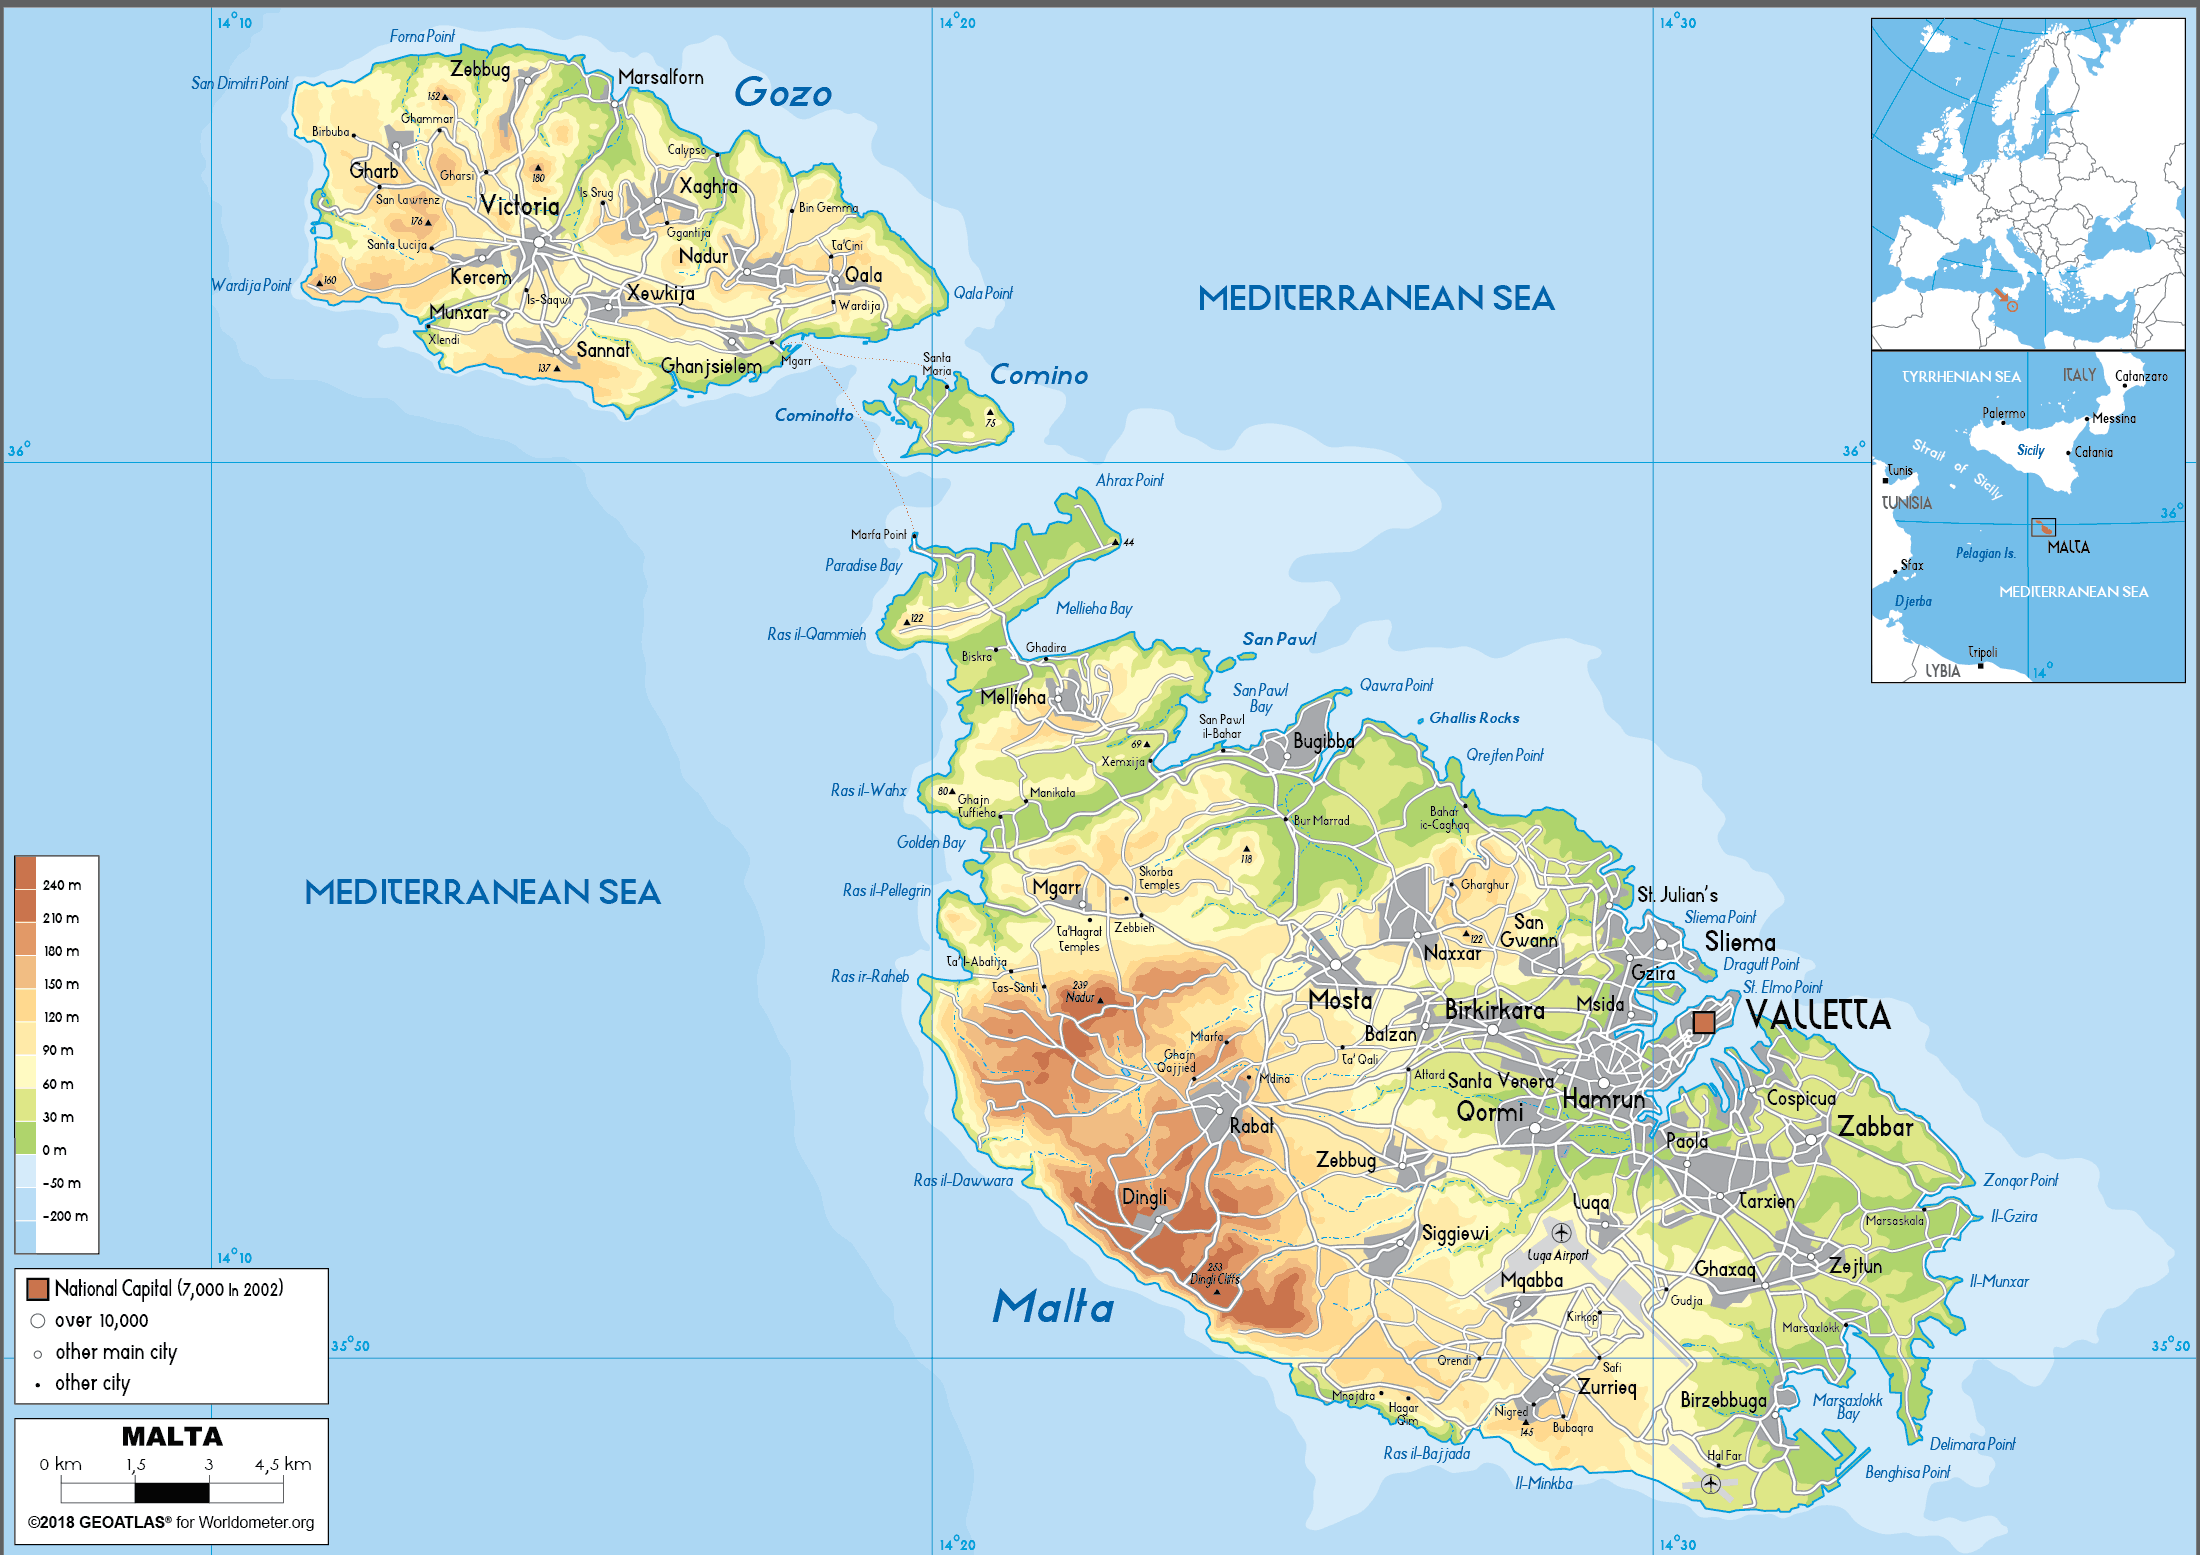 14°10
14°20
14°30
Forna Point
San Dimitri Point
Zebbug
Marsalforn
Gozo
152
Ghammar
Birbuba
Gharb
Gharsi
180
Calypso
Is Srug
Xaghra
San Lawrenz
Victoria
176
Bin Gemma
Ggantija
Santa Lucija
Ta'Cini
Nadur
Kercem
Qala
Wardija Point
160
Is-Saqwi
Xewkija
Wardija
Qala Point
Munxar
Xlendi
Sannat
137
Ghanjsielem
Mgarr
MEDITERRANEAN SEA
Santa
Marija
Comino
Cominotto
75
36°
36°
Ahrax Point
Marfa Point
44
Paradise Bay
Mellieha Bay
122
Ras il-Qammieh
Biskra
Ghadira
San Pawl
Mellieha
San Pawl
Bay
Qawra Point
San Pawl
il-Bahar
Ghallis Rocks
69
Xemxija
Bugibba
Qrejten Point
Ras il-Wahx
80
Ghajn
Tuffieha
Manikata
Bur Marrad
Bahar
ic-Caghaq
Golden Bay
118
Ras il-Pellegrin
Mgarr
Skorba
Temples
Gharghur
St. Julian's
Ta'Hagrat
Temples
Zebbieh
San
Gwann
Sliema Point
122
Naxxar
Sliema
Ta'l-Abatija
Ras ir-Raheb
Tas-Santi
239
Nadur
Gzira
Dragutt Point
St. Elmo Point
Mosta
Birkirkara
Msida
VALLETTA
Mtarfa
Balzan
Ghajn
Qajjied
Ta' Qali
Mdina
Attard
Santa Venera
Hamrun
Qormi
Cospicua
Rabat
Zabbar
Paola
Zebbug
Ras il-Dawwara
Zonqor Point
Dingli
Luqa
Tarxien
Marsaskala
Il-Gzira
Siggiewi
Luqa Airport
253
Dingli Cliffs
Mqabba
Ghaxaq
Zejtun
Il-Munxar
Malta
Gudja
Kirkop
Marsaxlokk
Qrendi
Safi
Mnajdra
Hagar
Qim
Zurrieq
Nigred
145
Bubaqra
Birzebbuga
Marsaxlokk
Bay
Ras il-Bajjada
Hal Far
Delimara Point
Benghisa Point
Il-Minkba
35°50
35°50
14°10
14°20
14°30
MEDITERRANEAN SEA
240 m
210 m
180 m
150 m
120 m
90 m
60 m
30 m
0 m
-50 m
-200 m
National Capital (7,000 In 2002)
over 10,000
other main city
other city
MALTA
0 km 1,5 3 4,5 km
©2018 GEOATLAS® for Worldometer.org
TYRRHENIAN SEA
ITALY
Catanzaro
Palermo
Messina
Sicily
Catania
Strait of Sicily
Tunis
TUNISIA
36°
MALTA
Pelagian Is.
Sfax
Djerba
MEDITERRANEAN SEA
Tripoli
LYBIA
14°